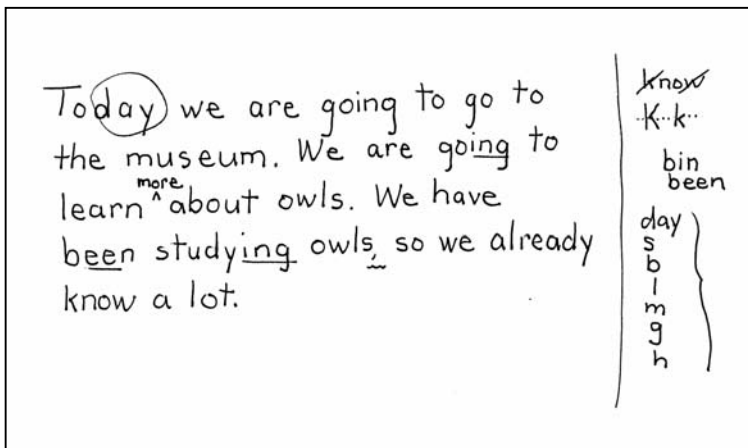 Today we are going to go to
the museum. We are going to
more
learn ^ about owls. We have
been studying owls, so we already
know a lot.
know
K k
bin
been
day
s
b
l
m
g
h